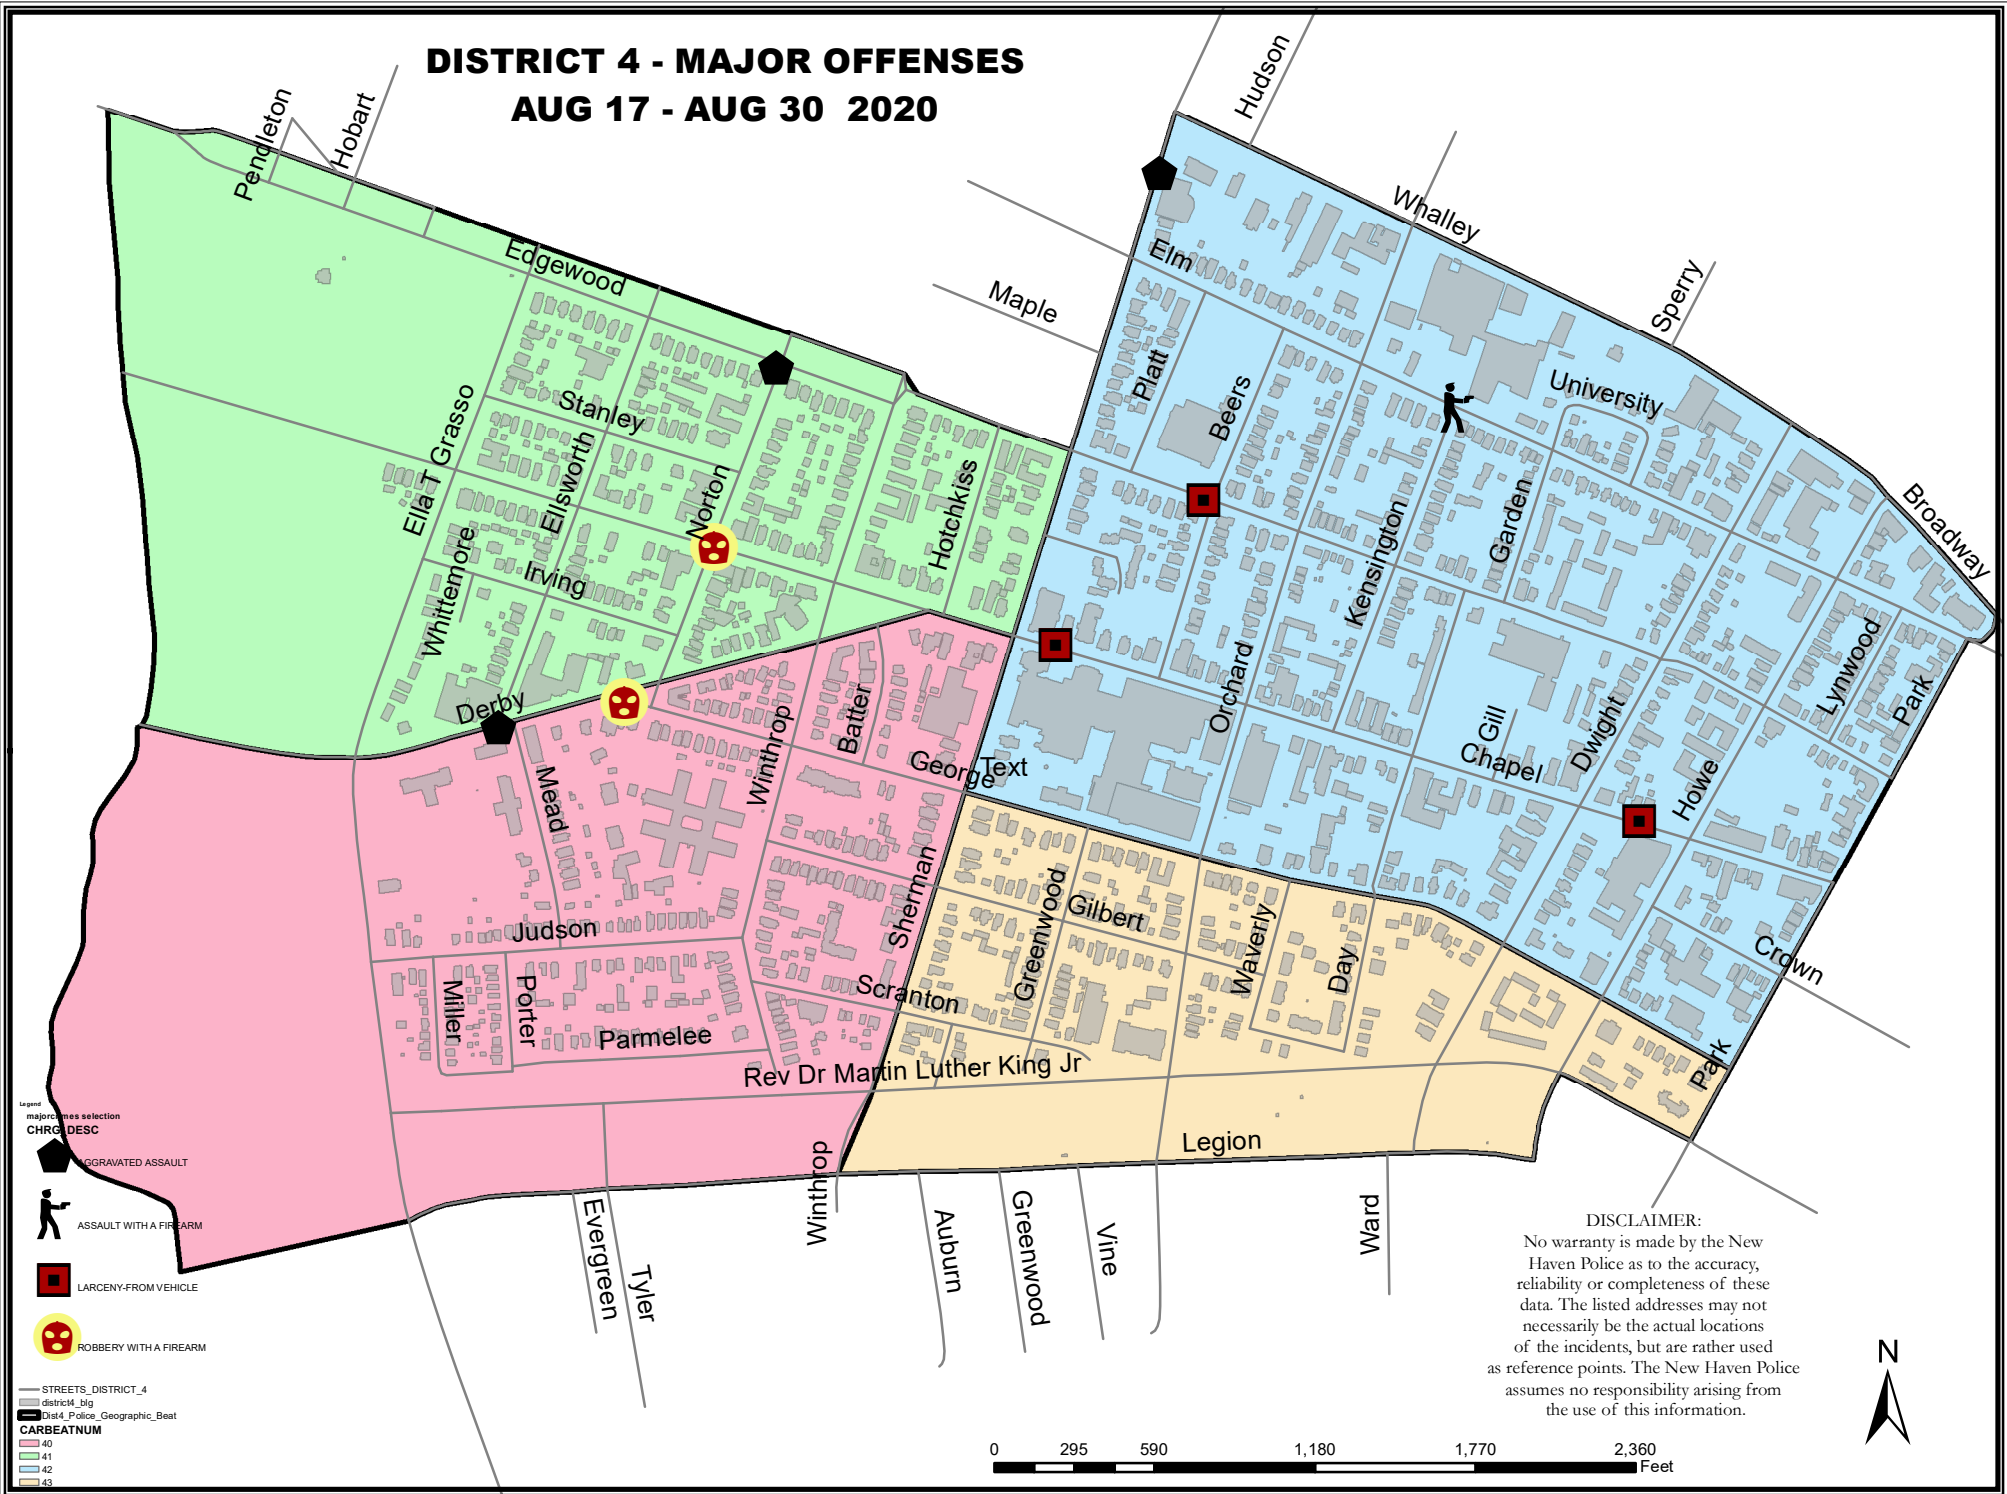 DISTRICT 4 - MAJOR OFFENSES
AUG 17 - AUG 30 2020
Pendleton
Hobart
Hudson
Whalley
Edgewood
Elm
Maple
Sperry
Platt
Beers
University
Stanley
Ella T Grasso
Ellsworth
Norton
Hotchkiss
Kensington
Garden
Broadway
Whittemore
Irving
Orchard
Lynwood
Park
Derby
Winthrop
Batter
George
Text
Gill
Chapel
Dwight
Howe
Mead
Sherman
Judson
Greenwood
Gilbert
Waverly
Day
Crown
Miller
Porter
Scranton
Parmelee
Rev Dr Martin Luther King Jr
Park
Legion
Winthrop
Evergreen
Tyler
Auburn
Greenwood
Vine
Ward
Legend
majorcrimes selection
CHRG_DESC
AGGRAVATED ASSAULT
ASSAULT WITH A FIREARM
LARCENY-FROM VEHICLE
ROBBERY WITH A FIREARM
STREETS_DISTRICT_4
district4_blg
Dist4_Police_Geographic_Beat
CARBEATNUM
40
41
42
43
DISCLAIMER:
No warranty is made by the New
Haven Police as to the accuracy,
reliability or completeness of these
data. The listed addresses may not
necessarily be the actual locations
of the incidents, but are rather used
as reference points. The New Haven Police
assumes no responsibility arising from
the use of this information.
N
0 295 590 1,180 1,770 2,360
Feet